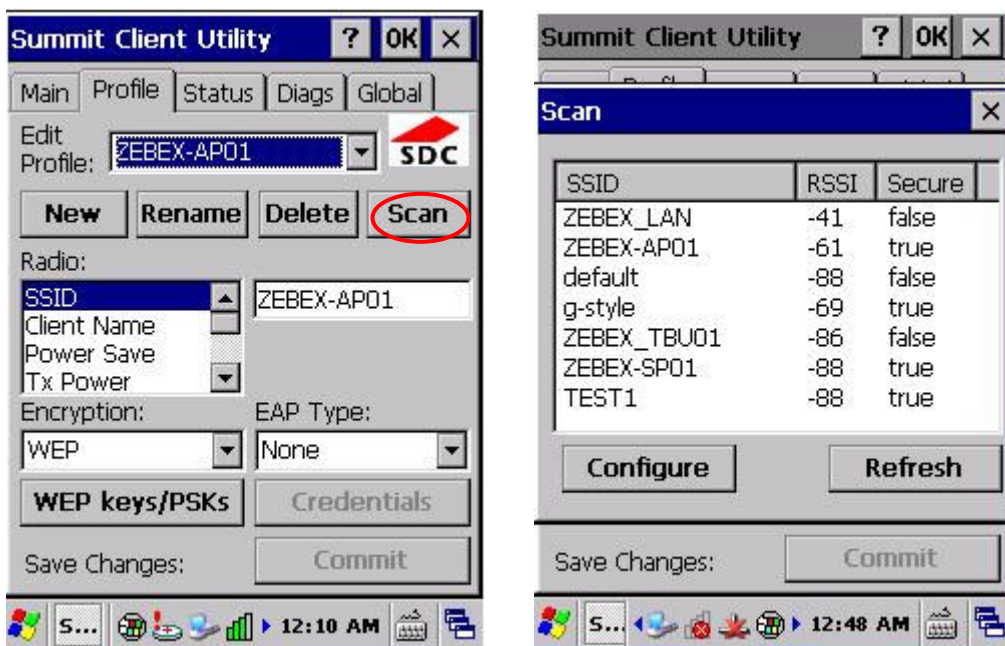 Summit Client Utility ? OK ×
Main Profile Status Diags Global
Edit
Profile: ZEBEX-AP01
SDC
New Rename Delete Scan
Radio:
SSID ZEBEX-AP01
Client Name
Power Save
Tx Power
Encryption: EAP Type:
WEP None
WEP keys/PSKs Credentials
Save Changes: Commit
S... 12:10 AM
Summit Client Utility ? OK ×
Scan ×
SSID RSSI Secure
ZEBEX_LAN -41 false
ZEBEX-AP01 -61 true
default -88 false
g-style -69 true
ZEBEX_TBU01 -86 false
ZEBEX-SP01 -88 true
TEST1 -88 true
Configure Refresh
Save Changes: Commit
S... 12:48 AM